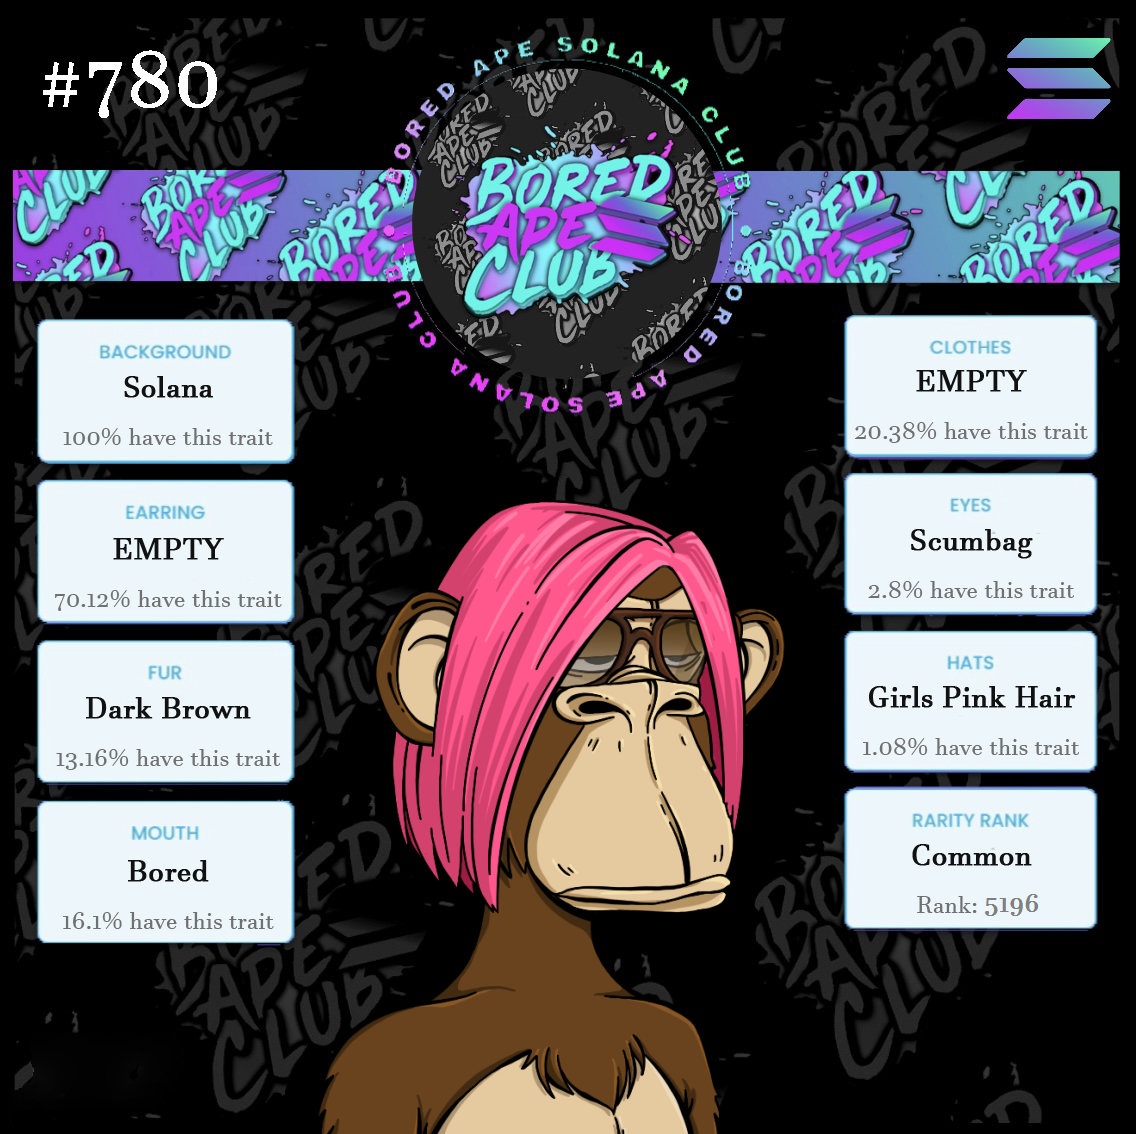 #780
BORED APE SOLANA CLUB
BORED APE SOLANA CLUB
BORED
APE
CLUB
BACKGROUND
Solana
100% have this trait
EARRING
EMPTY
70.12% have this trait
FUR
Dark Brown
13.16% have this trait
MOUTH
Bored
16.1% have this trait
CLOTHES
EMPTY
20.38% have this trait
EYES
Scumbag
2.8% have this trait
HATS
Girls Pink Hair
1.08% have this trait
RARITY RANK
Common
Rank: 5196